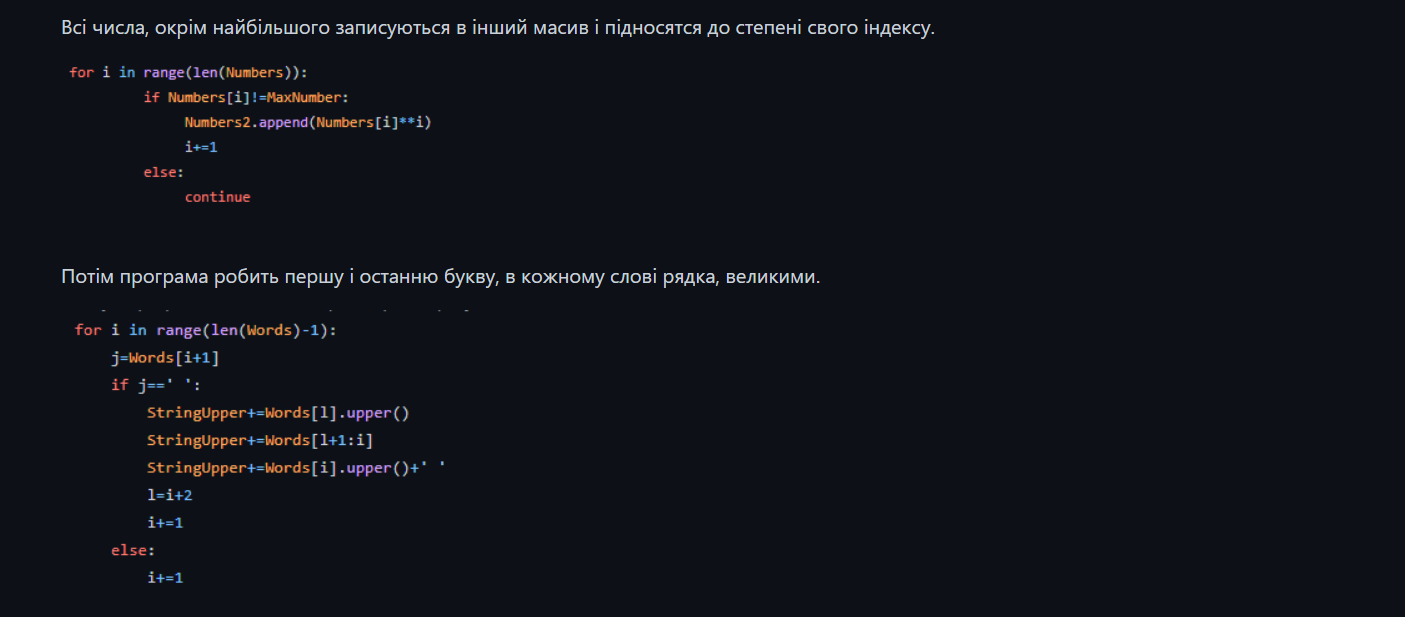 Всі числа, окрім найбільшого записуються в інший масив і підносятся до степені свого індексу.
for i in range(len(Numbers)):
if Numbers[i]!=MaxNumber:
Numbers2.append(Numbers[i]**i)
i+=1
else:
continue
Потім програма робить першу і останню букву, в кожному слові рядка, великими.
for i in range(len(Words)-1):
j=Words[i+1]
if j==' ':
StringUpper+=Words[l].upper()
StringUpper+=Words[l+1:i]
StringUpper+=Words[i].upper()+' '
l=i+2
i+=1
else:
i+=1